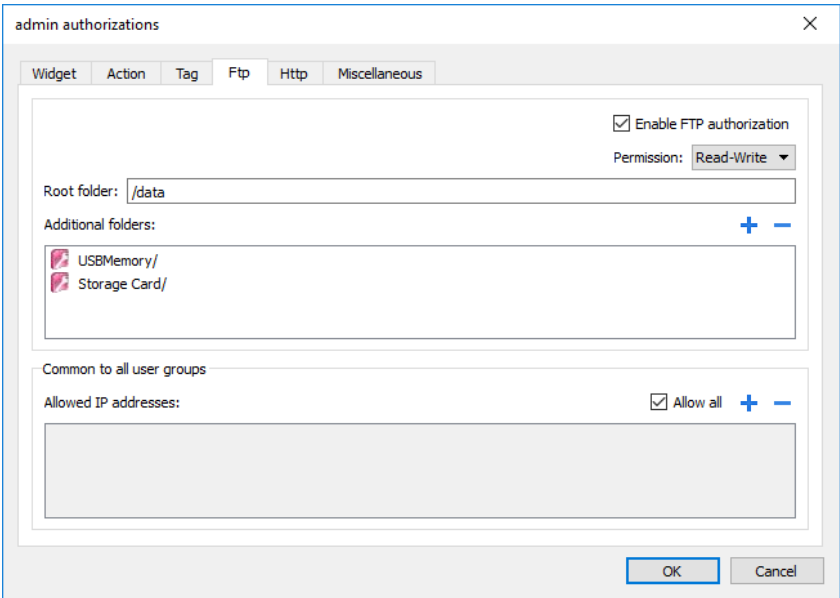 admin authorizations
Widget Action Tag Ftp Http Miscellaneous
Enable FTP authorization
Permission: Read-Write
Root folder: /data
Additional folders:
USBMemory/
Storage Card/
Common to all user groups
Allowed IP addresses: Allow all
OK Cancel